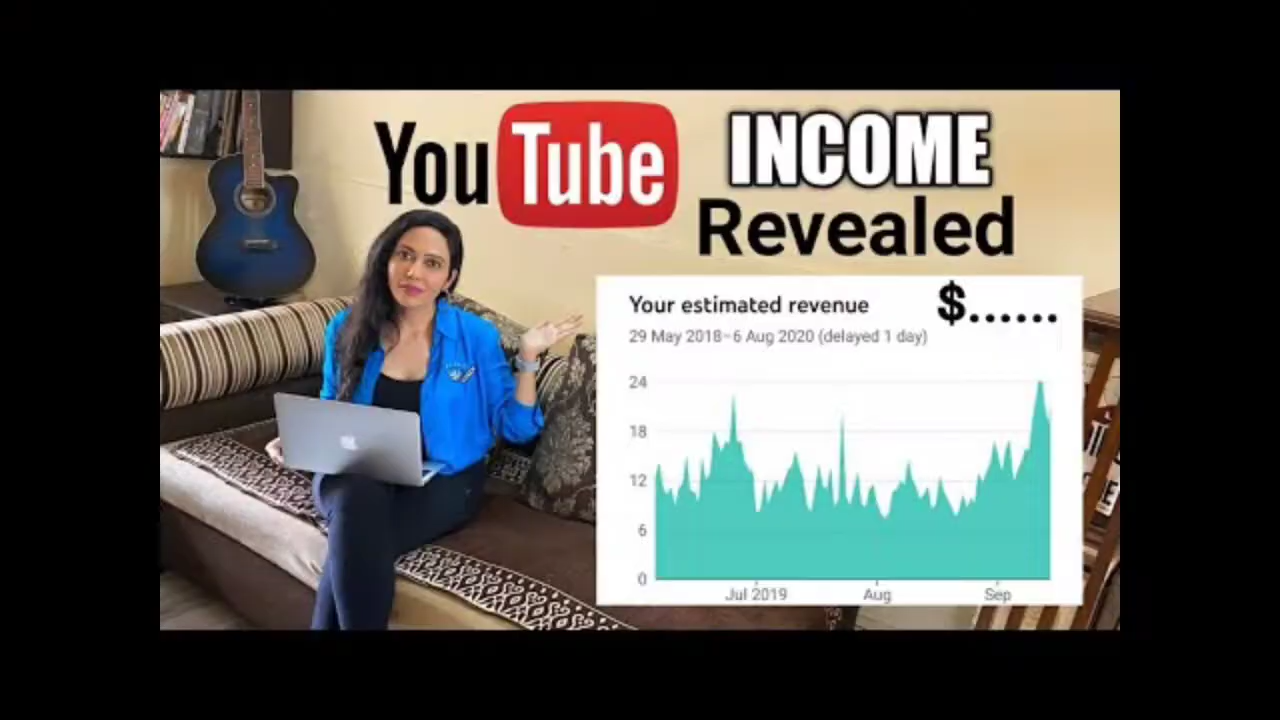 YouTube
INCOME
Revealed
Your estimated revenue
$......
29 May 2018–6 Aug 2020 (delayed 1 day)
24
18
12
6
0
Jul 2019
Aug
Sep